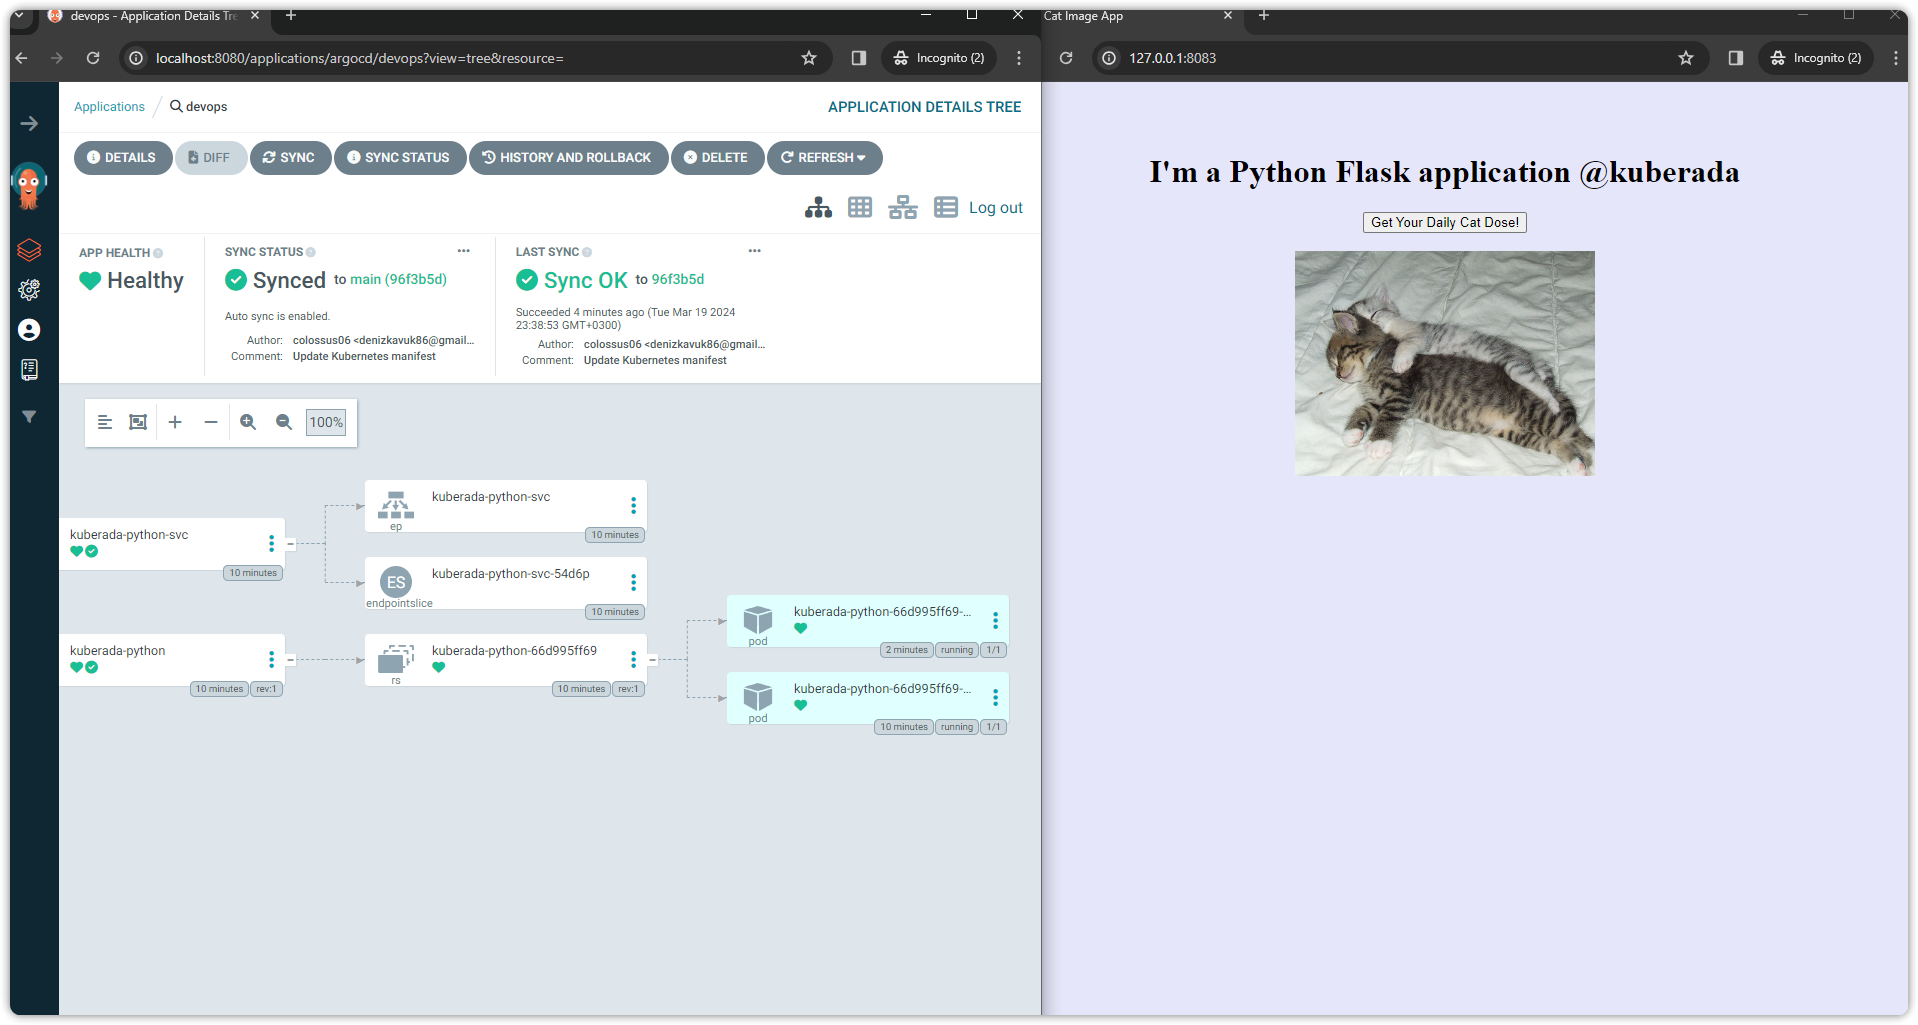 devops - Application Details Tre
localhost:8080/applications/argocd/devops?view=tree&resource=
Incognito (2)
Applications / devops
APPLICATION DETAILS TREE
DETAILS
DIFF
SYNC
SYNC STATUS
HISTORY AND ROLLBACK
DELETE
REFRESH
Log out
APP HEALTH
Healthy
SYNC STATUS
Synced to main (96f3b5d)
Auto sync is enabled.
Author: colossus06 <denizkavuk86@gmail...
Comment: Update Kubernetes manifest
LAST SYNC
Sync OK to 96f3b5d
Succeeded 4 minutes ago (Tue Mar 19 2024
23:38:53 GMT+0300)
Author: colossus06 <denizkavuk86@gmail...
Comment: Update Kubernetes manifest
100%
kuberada-python-svc
10 minutes
kuberada-python-svc
ep
10 minutes
ES
kuberada-python-svc-54d6p
endpointslice
10 minutes
kuberada-python
10 minutes
rev:1
kuberada-python-66d995ff69
rs
10 minutes
rev:1
kuberada-python-66d995ff69-...
pod
2 minutes
running
1/1
kuberada-python-66d995ff69-...
pod
10 minutes
running
1/1
Cat Image App
127.0.0.1:8083
Incognito (2)
I'm a Python Flask application @kuberada
Get Your Daily Cat Dose!